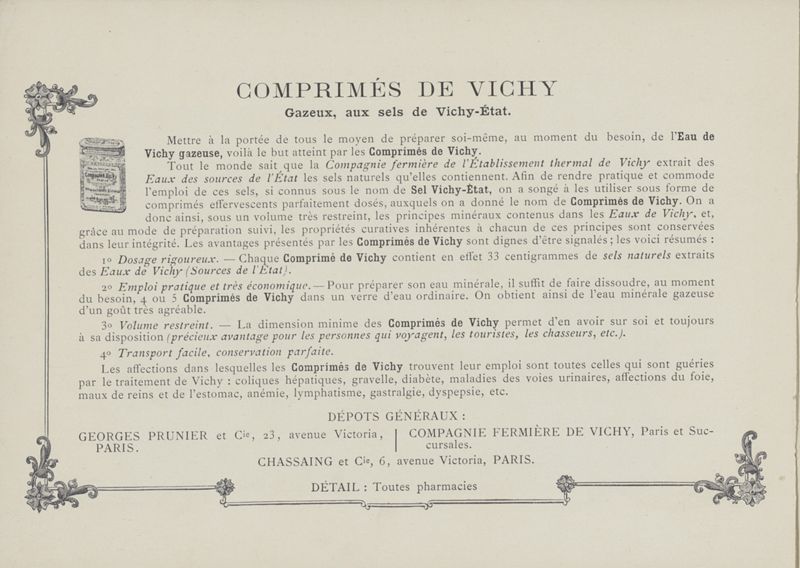 COMPRIMÉS DE VICHY
Gazeux, aux sels de Vichy-État.
Mettre à la portée de tous le moyen de préparer soi-même, au moment du besoin, de l'Eau de
Vichy gazeuse, voilà le but atteint par les Comprimés de Vichy.
Tout le monde sait que la Compagnie fermière de l'Établissement thermal de Vichy extrait des
Eaux des sources de l'État les sels naturels qu'elles contiennent. Afin de rendre pratique et commode
l'emploi de ces sels, si connus sous le nom de Sel Vichy-État, on a songé à les utiliser sous forme de
comprimés effervescents parfaitement dosés, auxquels on a donné le nom de Comprimés de Vichy. On a
donc ainsi, sous un volume très restreint, les principes minéraux contenus dans les Eaux de Vichy, et,
grâce au mode de préparation suivi, les propriétés curatives inhérentes à chacun de ces principes sont conservées
dans leur intégrité. Les avantages présentés par les Comprimés de Vichy sont dignes d'être signalés ; les voici résumés :
1º Dosage rigoureux. — Chaque Comprimé de Vichy contient en effet 33 centigrammes de sels naturels extraits
des Eaux de Vichy (Sources de l'État).
2º Emploi pratique et très économique. — Pour préparer son eau minérale, il suffit de faire dissoudre, au moment
du besoin, 4 ou 5 Comprimés de Vichy dans un verre d'eau ordinaire. On obtient ainsi de l'eau minérale gazeuse
d'un goût très agréable.
3º Volume restreint. — La dimension minime des Comprimés de Vichy permet d'en avoir sur soi et toujours
à sa disposition (précieux avantage pour les personnes qui voyagent, les touristes, les chasseurs, etc.).
4º Transport facile, conservation parfaite.
Les affections dans lesquelles les Comprimés de Vichy trouvent leur emploi sont toutes celles qui sont guéries
par le traitement de Vichy : coliques hépatiques, gravelle, diabète, maladies des voies urinaires, affections du foie,
maux de reins et de l'estomac, anémie, lymphatisme, gastralgie, dyspepsie, etc.
DÉPOTS GÉNÉRAUX :
GEORGES PRUNIER et Cie, 23, avenue Victoria,
PARIS.
COMPAGNIE FERMIÈRE DE VICHY, Paris et Suc-
cursales.
CHASSAING et Cie, 6, avenue Victoria, PARIS.
DÉTAIL : Toutes pharmacies